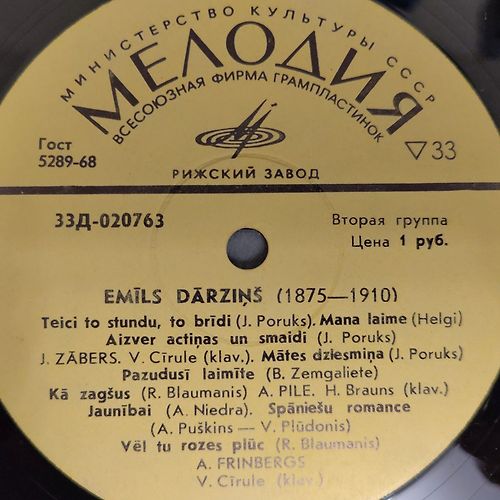 МИНИСТЕРСТВО КУЛЬТУРЫ СССР
МЕЛОДИЯ
ВСЕСОЮЗНАЯ ФИРМА ГРАМПЛАСТИНОК
Гост
5289-68
▽33
РИЖСКИЙ ЗАВОД
33Д-020763
Вторая группа
Цена 1 руб.
EMĪLS DĀRZIŅŠ (1875—1910)
Teici to stundu, to brīdi (J. Poruks). Mana laime (Helgi)
Aizver actiņas un smaidi (J. Poruks)
J. ZĀBERS. V. Cīrule (klav.). Mātes dziesmiņa (J. Poruks)
Pazudusī laimīte (B. Zemgaliete)
Kā zagšus (R. Blaumanis) A. PILE. H. Brauns (klav.)
Jaunībai (A. Niedra). Spāniešu romance
(A. Puškins — V. Plūdonis)
Vēl tu rozes plūc (R. Blaumanis)
A. FRINBERGS
V. Cīrule (klav.)